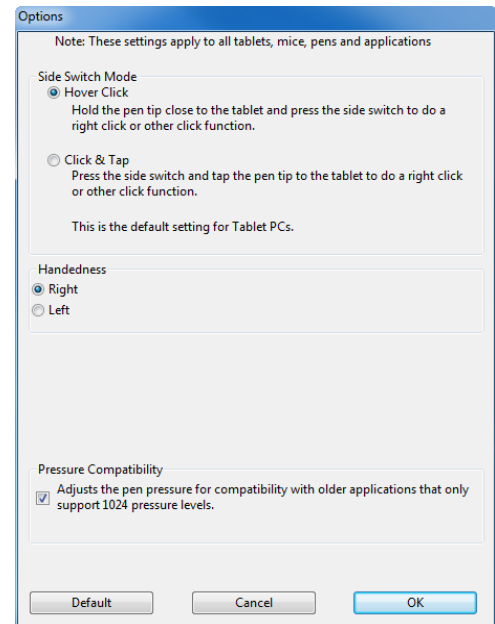 Options
Note: These settings apply to all tablets, mice, pens and applications
Side Switch Mode
Hover Click
Hold the pen tip close to the tablet and press the side switch to do a
right click or other click function.
Click & Tap
Press the side switch and tap the pen tip to the tablet to do a right click
or other click function.
This is the default setting for Tablet PCs.
Handedness
Right
Left
Pressure Compatibility
Adjusts the pen pressure for compatibility with older applications that only
support 1024 pressure levels.
Default Cancel OK